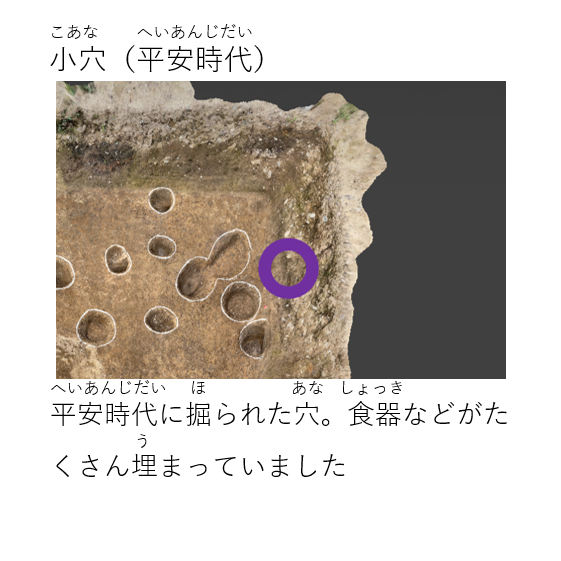 こあな へいあんじだい
小穴（平安時代）
へいあんじだい ほ あな しょっき
平安時代に掘られた穴。食器などがた
う
くさん埋まっていました